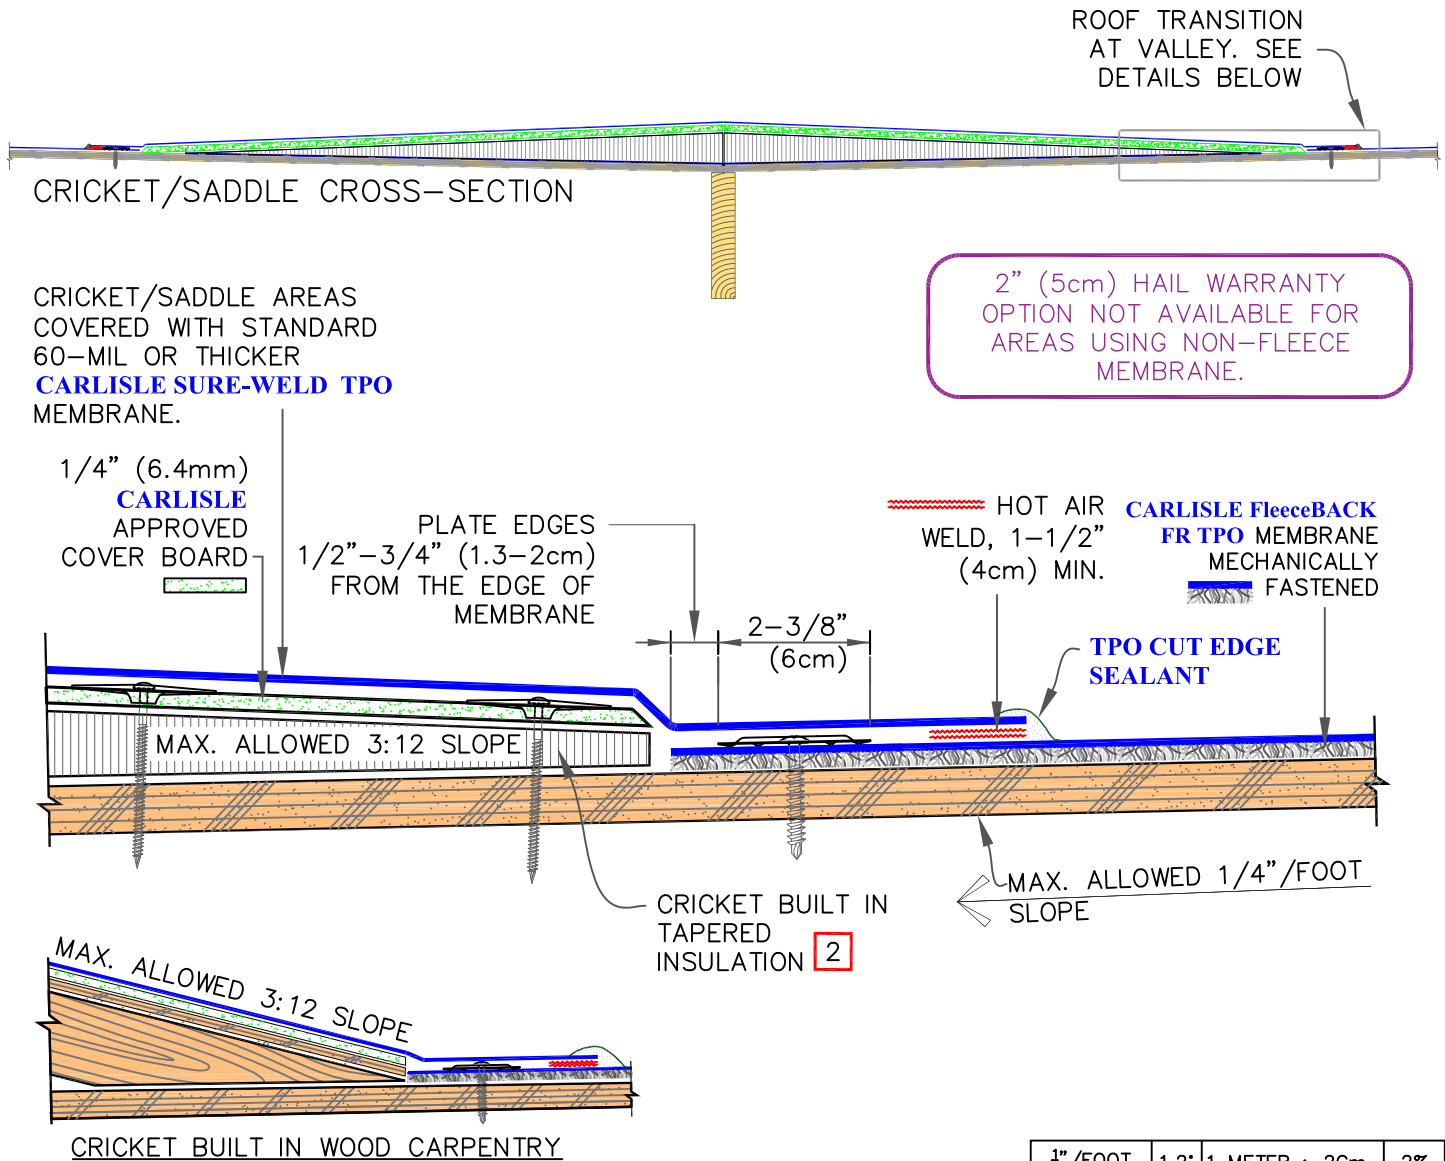 ROOF TRANSITION
AT VALLEY. SEE
DETAILS BELOW
CRICKET/SADDLE CROSS-SECTION
2" (5cm) HAIL WARRANTY
OPTION NOT AVAILABLE FOR
AREAS USING NON-FLEECE
MEMBRANE.
CRICKET/SADDLE AREAS
COVERED WITH STANDARD
60-MIL OR THICKER
CARLISLE SURE-WELD TPO
MEMBRANE.
1/4" (6.4mm)
CARLISLE
APPROVED
COVER BOARD
PLATE EDGES
1/2"-3/4" (1.3-2cm)
FROM THE EDGE OF
MEMBRANE
2-3/8"
(6cm)
HOT AIR
WELD, 1-1/2"
(4cm) MIN.
CARLISLE FleeceBACK
FR TPO MEMBRANE
MECHANICALLY
FASTENED
TPO CUT EDGE
SEALANT
MAX. ALLOWED 3:12 SLOPE
MAX. ALLOWED 1/4"/FOOT
SLOPE
CRICKET BUILT IN
TAPERED
INSULATION 2
MAX. ALLOWED 3:12 SLOPE
CRICKET BUILT IN WOOD CARPENTRY